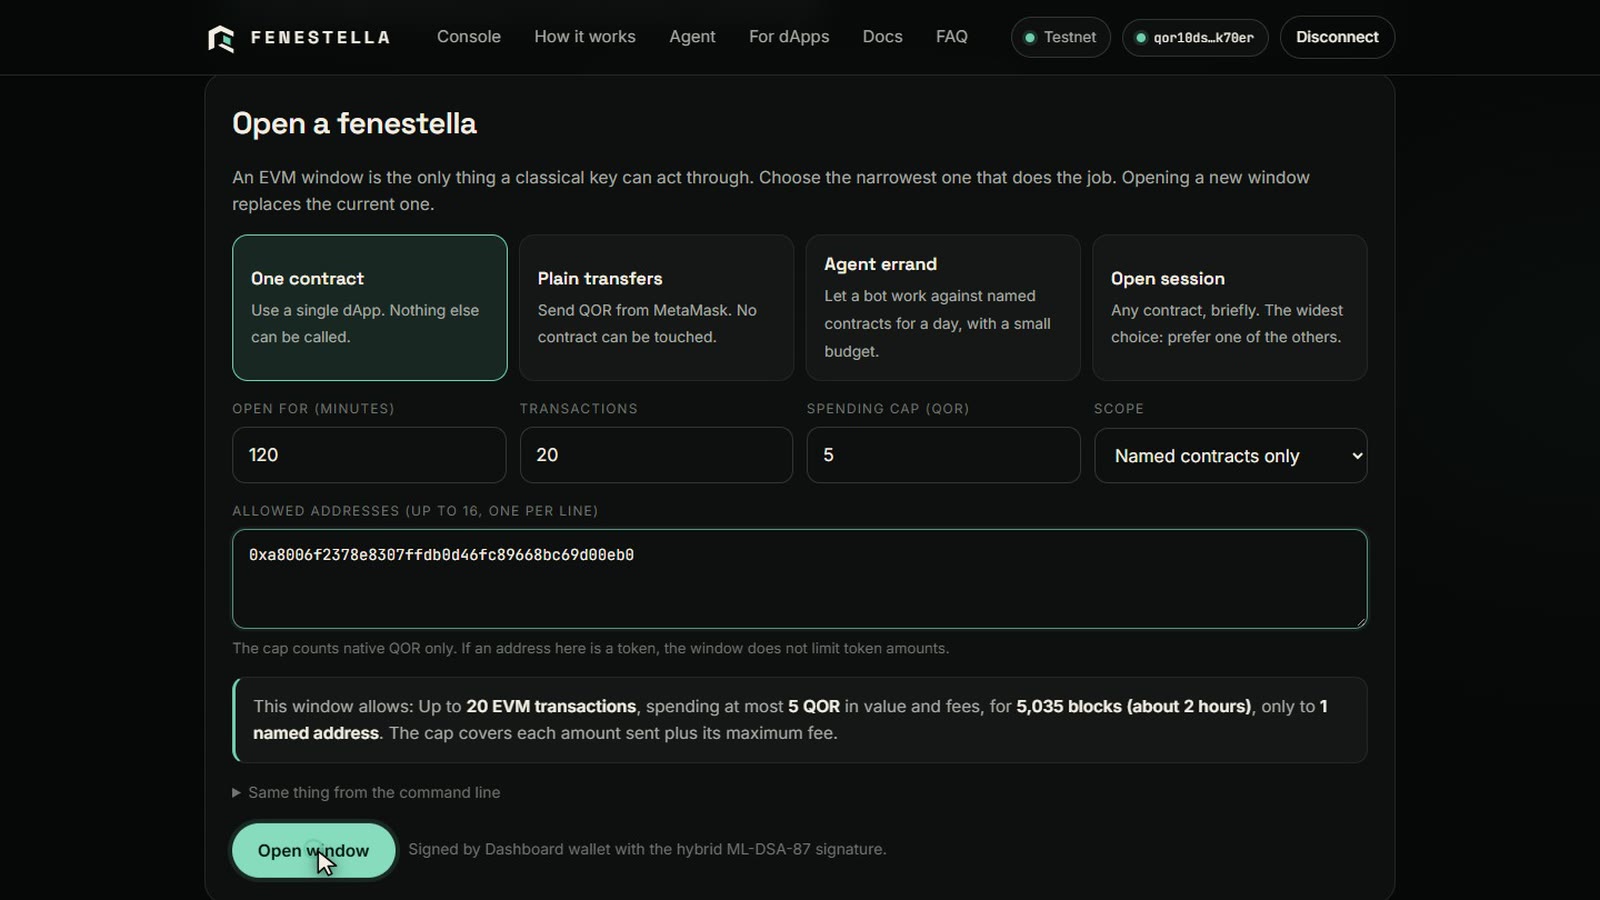 FENESTELLA
Console
How it works
Agent
For dApps
Docs
FAQ
Testnet
qor10ds…k70er
Disconnect
Open a fenestella
An EVM window is the only thing a classical key can act through. Choose the narrowest one that does the job. Opening a new window
replaces the current one.
One contract
Use a single dApp. Nothing else
can be called.
Plain transfers
Send QOR from MetaMask. No
contract can be touched.
Agent errand
Let a bot work against named
contracts for a day, with a small
budget.
Open session
Any contract, briefly. The widest
choice: prefer one of the others.
OPEN FOR (MINUTES)
120
TRANSACTIONS
20
SPENDING CAP (QOR)
5
SCOPE
Named contracts only
ALLOWED ADDRESSES (UP TO 16, ONE PER LINE)
0xa8006f2378e8307ffdb0d46fc89668bc69d00eb0
The cap counts native QOR only. If an address here is a token, the window does not limit token amounts.
This window allows: Up to 20 EVM transactions, spending at most 5 QOR in value and fees, for 5,035 blocks (about 2 hours), only to 1
named address. The cap covers each amount sent plus its maximum fee.
Same thing from the command line
Open window
Signed by Dashboard wallet with the hybrid ML-DSA-87 signature.